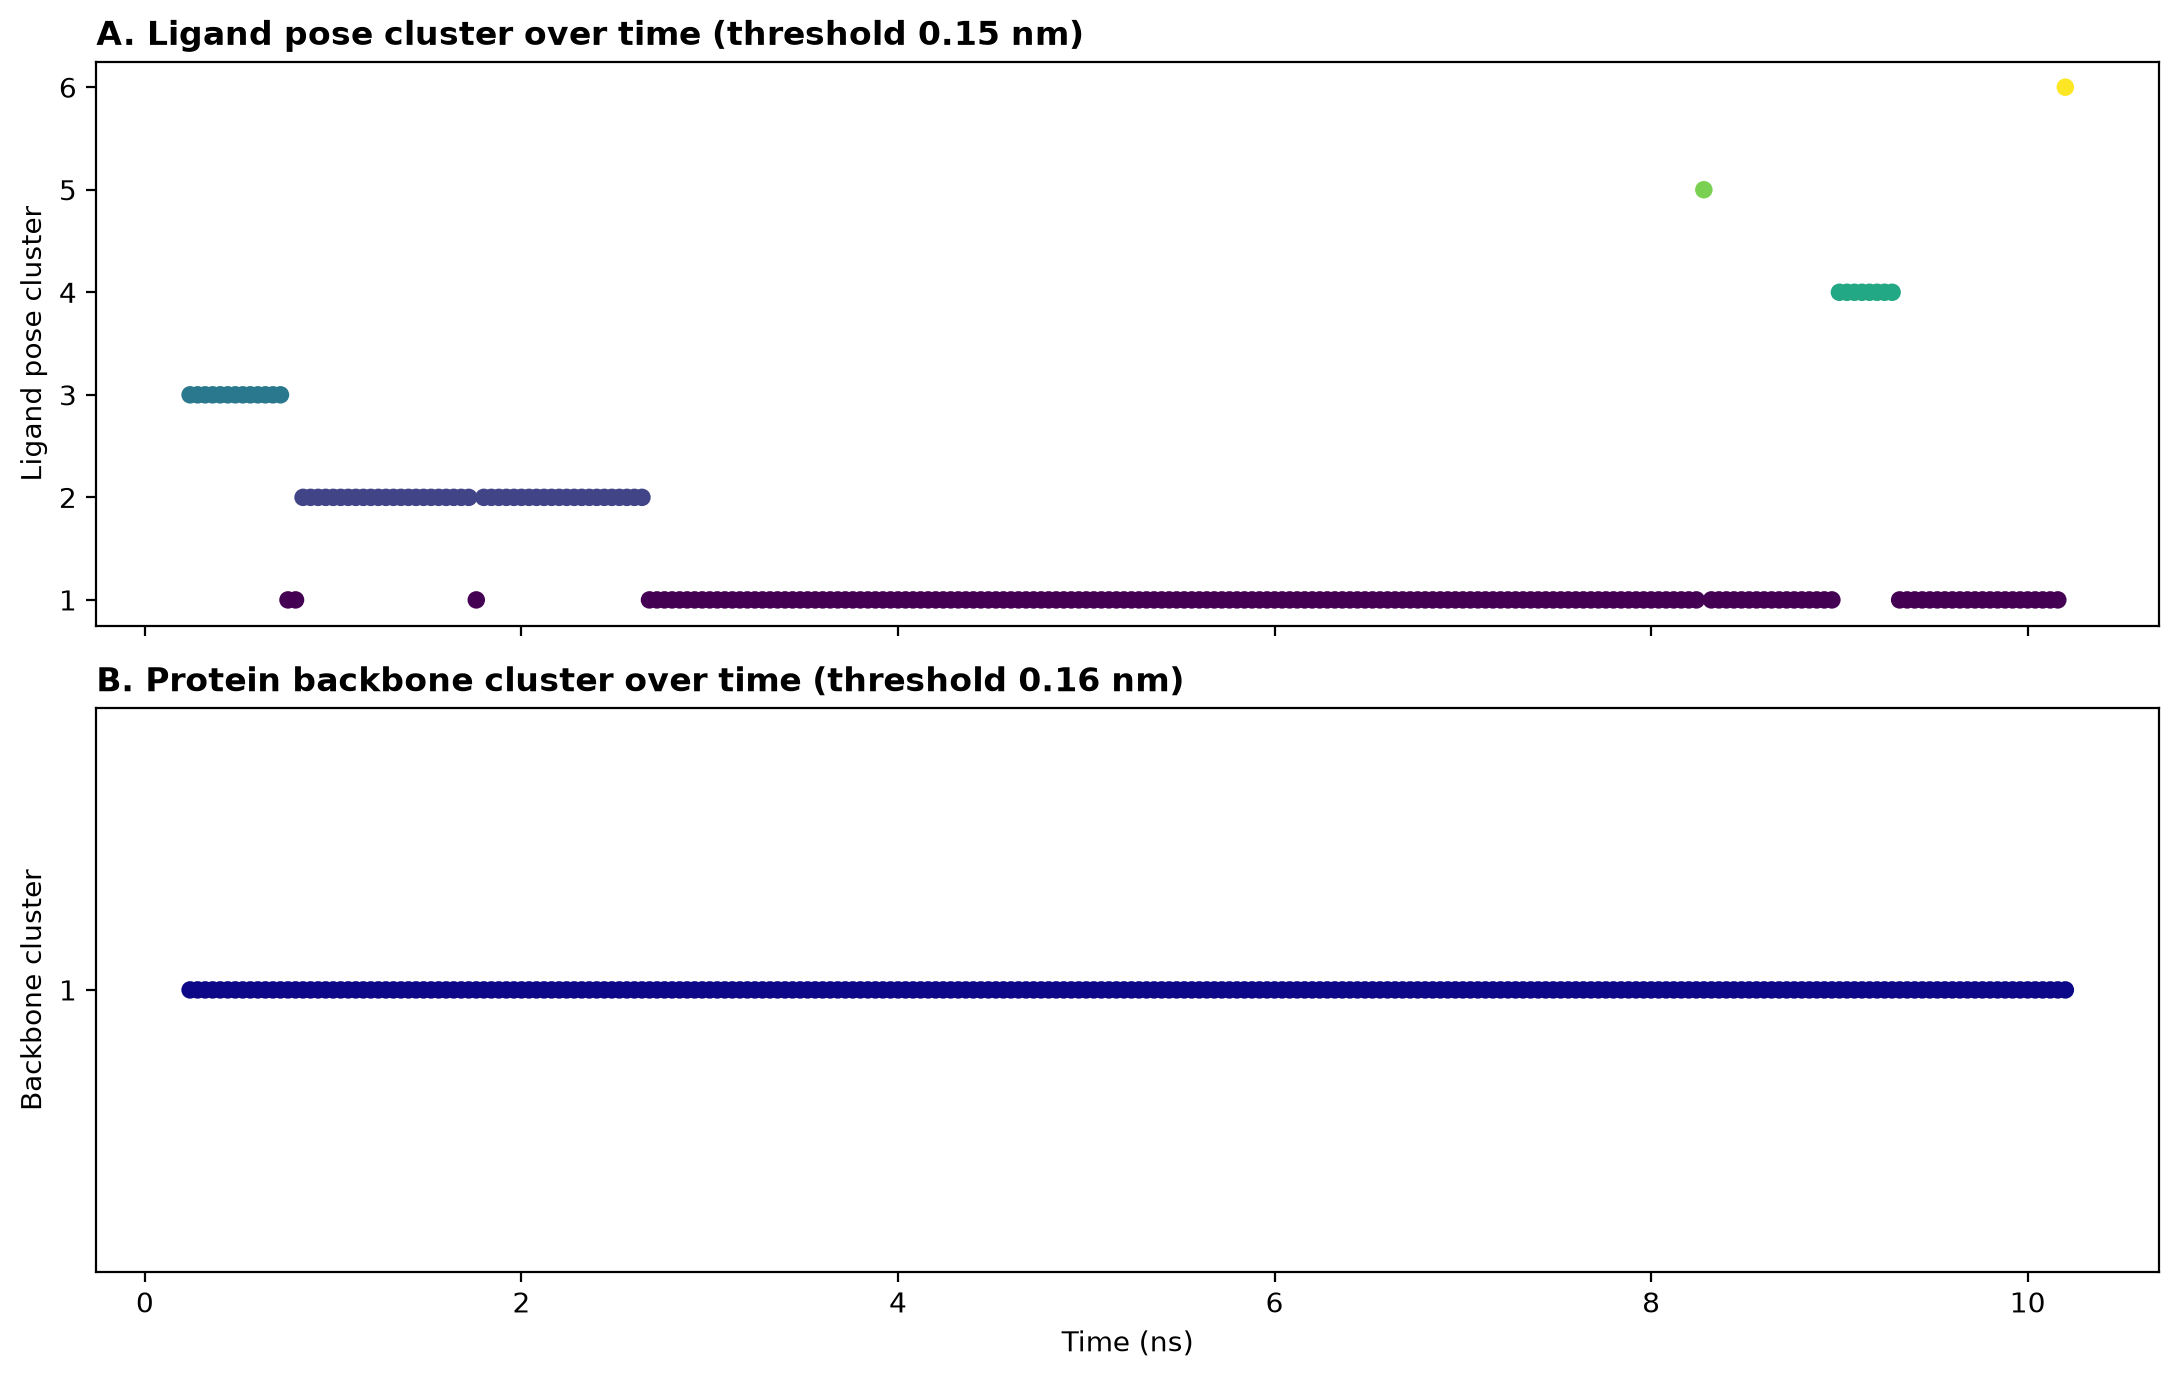 A. Ligand pose cluster over time (threshold 0.15 nm)
Ligand pose cluster
6
5
4
3
2
1
B. Protein backbone cluster over time (threshold 0.16 nm)
Backbone cluster
1
0 2 4 6 8 10
Time (ns)